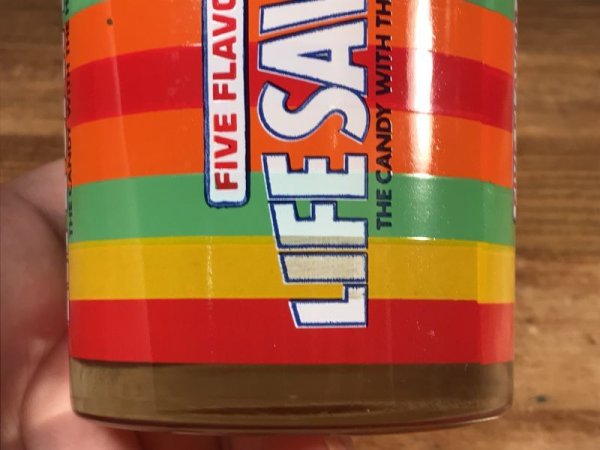 FIVE FLAVO
LIFE SAV
THE CANDY WITH TH